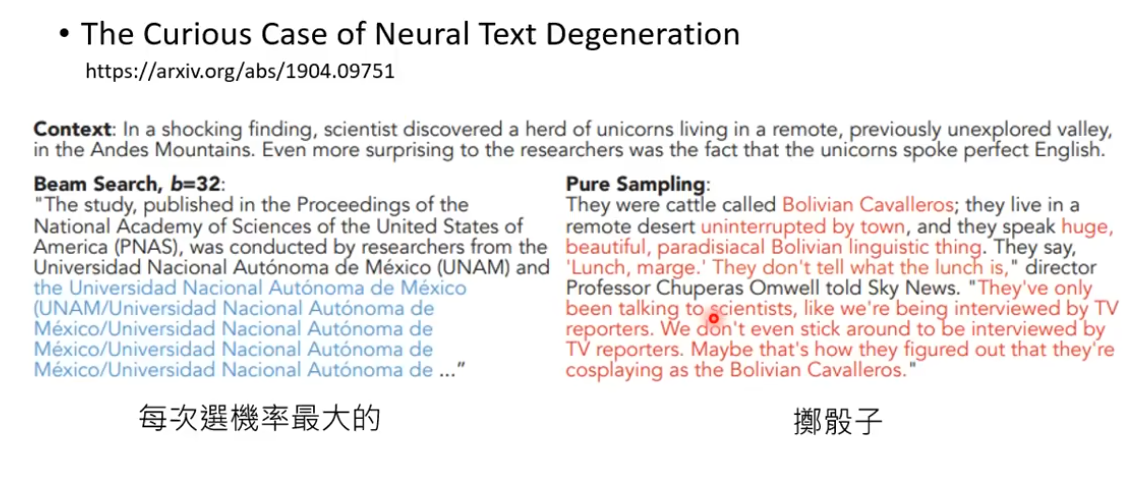 • The Curious Case of Neural Text Degeneration
https://arxiv.org/abs/1904.09751
Context: In a shocking finding, scientist discovered a herd of unicorns living in a remote, previously unexplored valley,
in the Andes Mountains. Even more surprising to the researchers was the fact that the unicorns spoke perfect English.
Beam Search, b=32:
"The study, published in the Proceedings of the
National Academy of Sciences of the United States of
America (PNAS), was conducted by researchers from the
Universidad Nacional Autónoma de México (UNAM) and
the Universidad Nacional Autónoma de México
(UNAM/Universidad Nacional Autónoma de
México/Universidad Nacional Autónoma de
México/Universidad Nacional Autónoma de
México/Universidad Nacional Autónoma de ..."
每次選機率最大的
Pure Sampling:
They were cattle called Bolivian Cavalleros; they live in a
remote desert uninterrupted by town, and they speak huge,
beautiful, paradisiacal Bolivian linguistic thing. They say,
'Lunch, marge.' They don't tell what the lunch is," director
Professor Chuperas Omwell told Sky News. "They've only
been talking to scientists, like we're being interviewed by TV
reporters. We don't even stick around to be interviewed by
TV reporters. Maybe that's how they figured out that they're
cosplaying as the Bolivian Cavalleros."
擲骰子